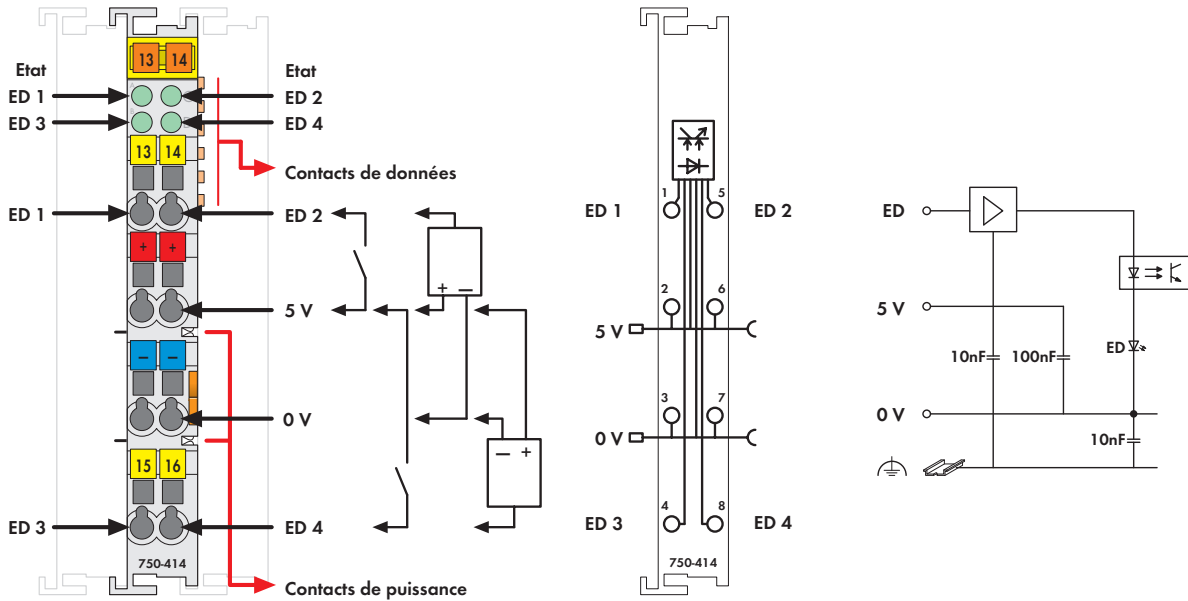 13 14
Etat
Etat
ED 1
ED 2
ED 3
ED 4
13 14
Contacts de données
ED 1
ED 2
+ +
+ −
5 V
− −
0 V
− +
15 16
ED 3
ED 4
750-414
Contacts de puissance
1 5
ED 1
ED 2
2 6
5 V
3 7
0 V
4 8
ED 3
ED 4
750-414
ED
5 V
10nF
100nF
ED
0 V
10nF